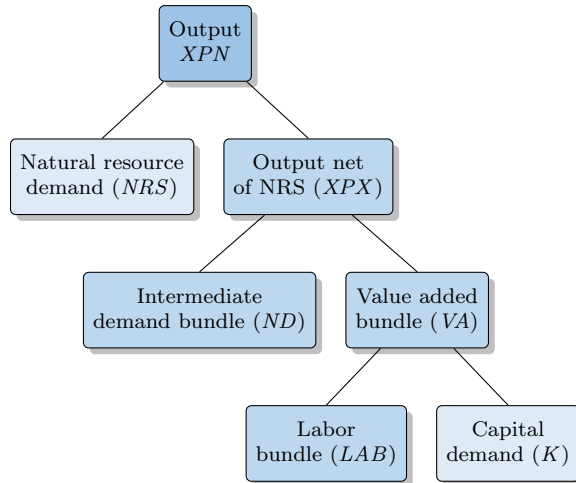 Output
XPN
Natural resource
demand (NRS)
Output net
of NRS (XPX)
Intermediate
demand bundle (ND)
Value added
bundle (VA)
Labor
bundle (LAB)
Capital
demand (K)